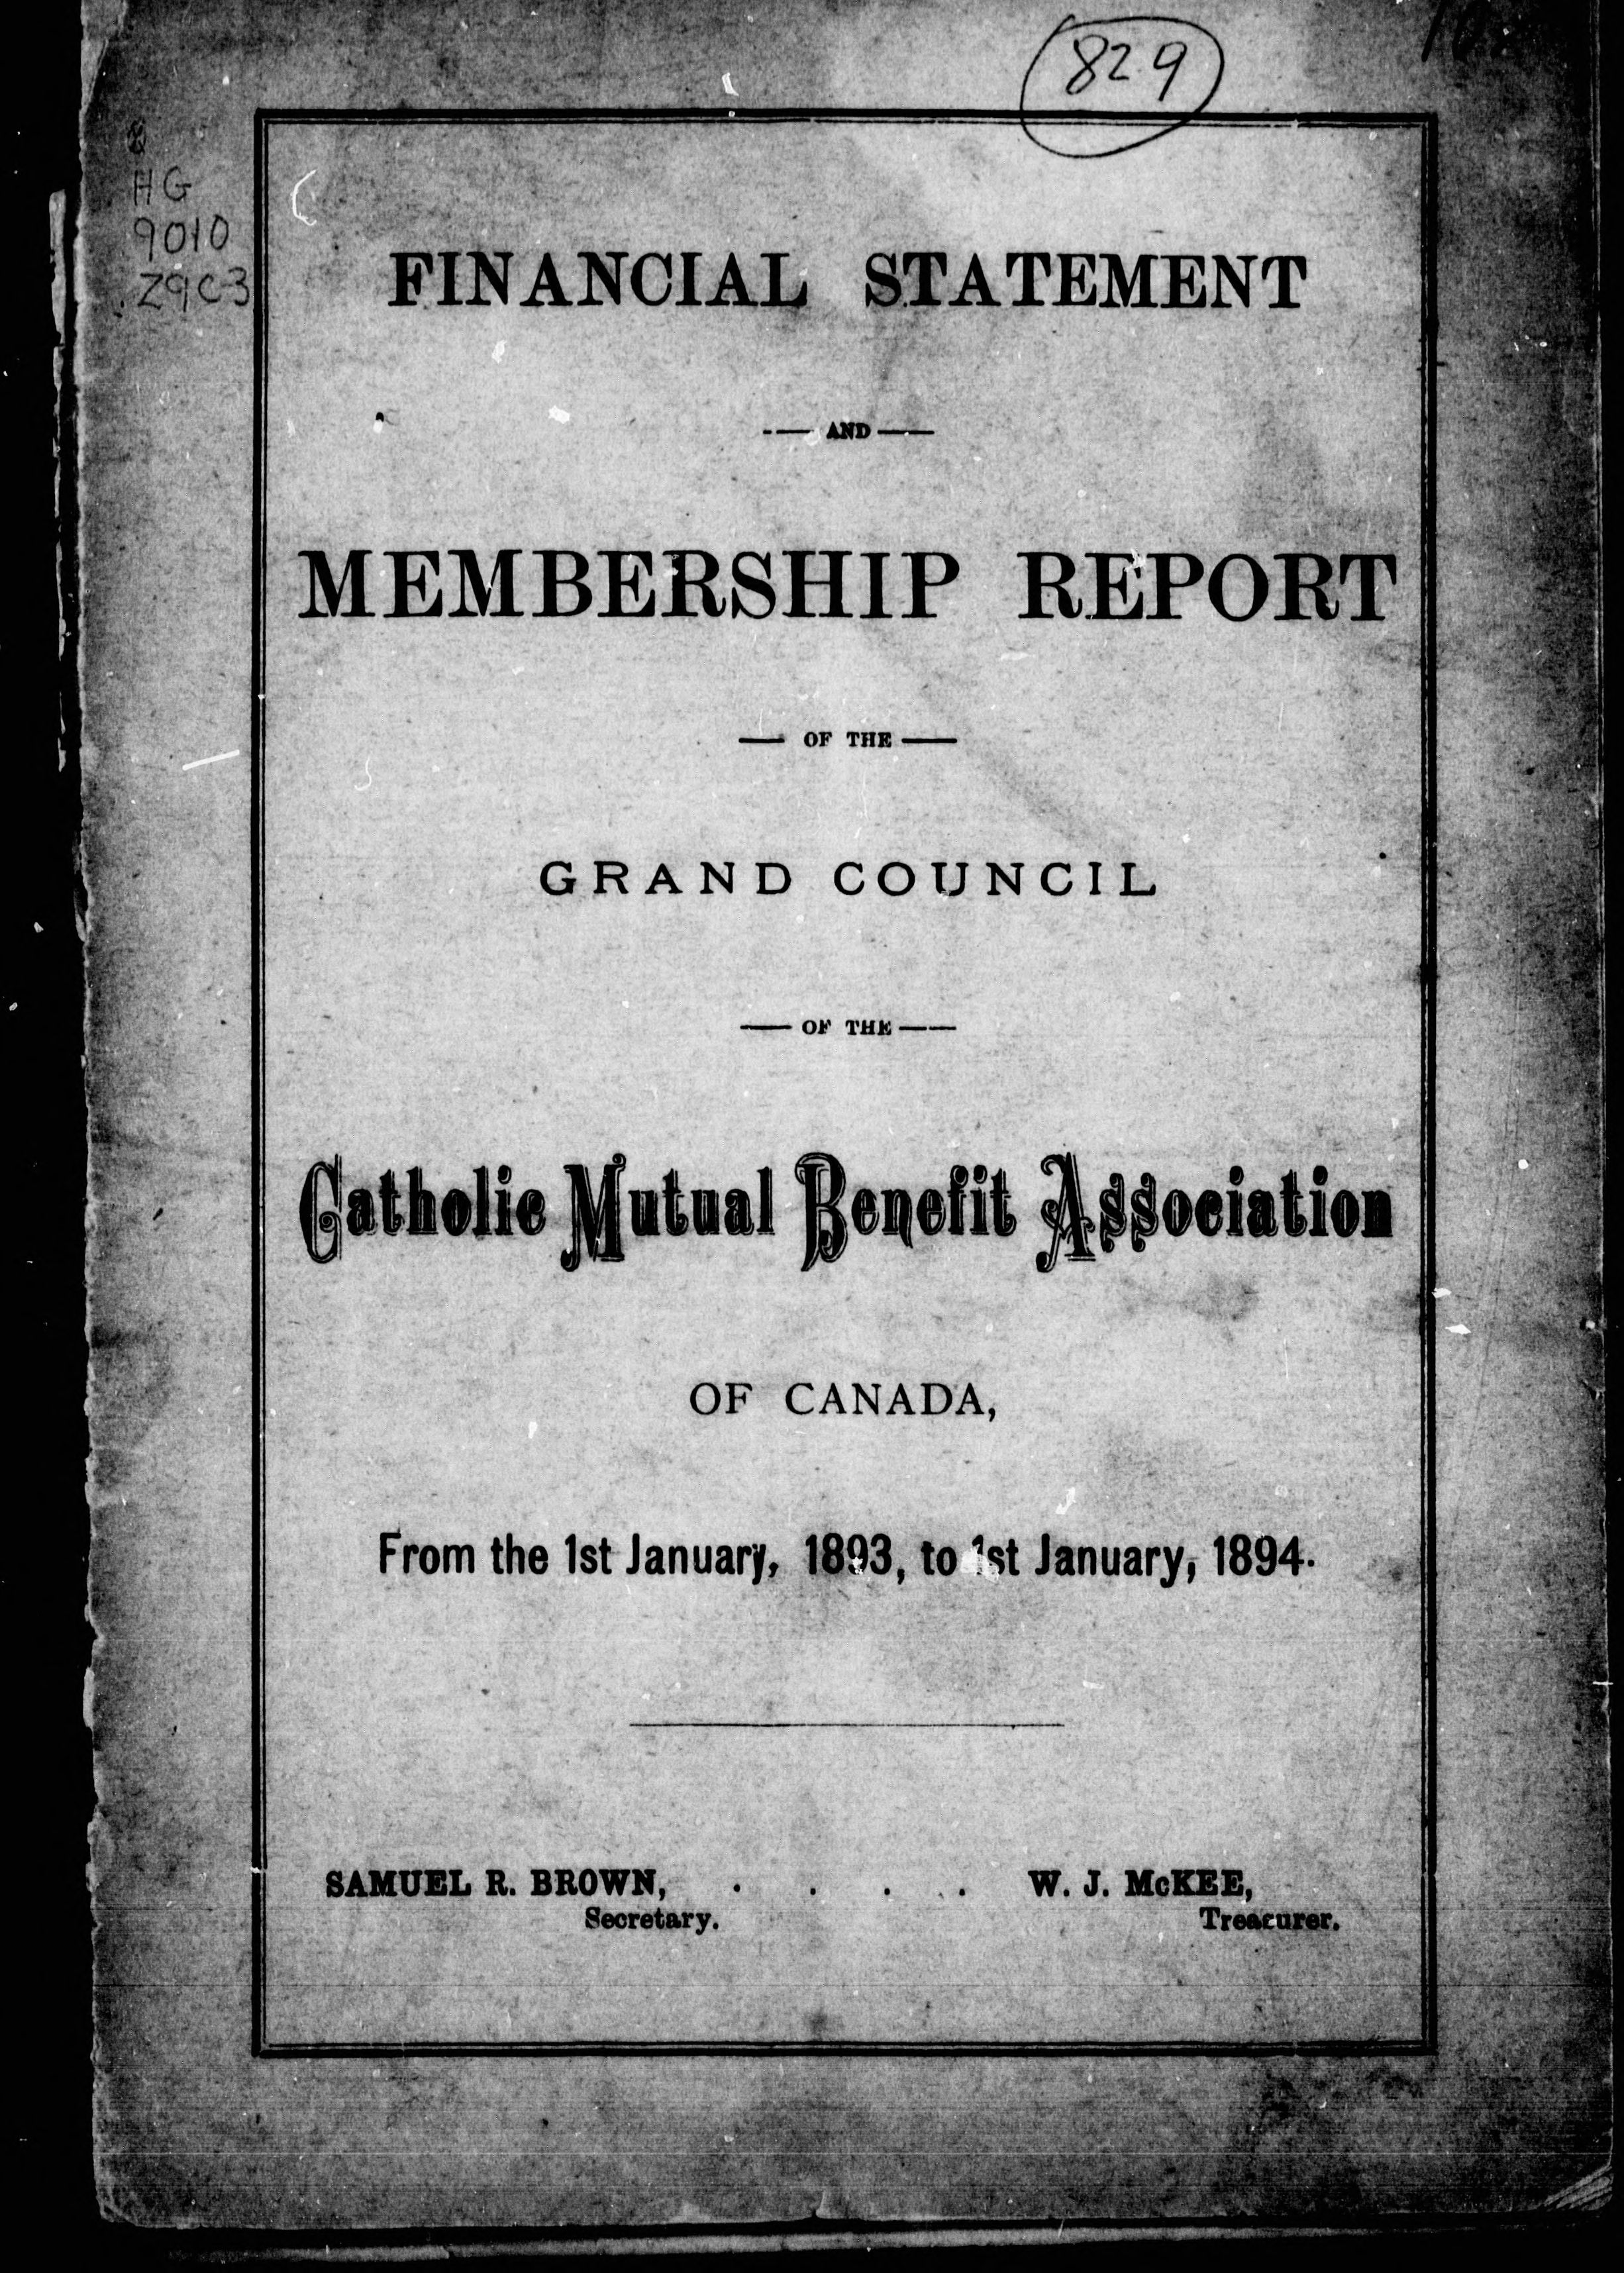 829
HG
9010
.Z9C3
FINANCIAL STATEMENT
— AND —
MEMBERSHIP REPORT
— OF THE —
GRAND COUNCIL
— OF THE —
Catholic Mutual Benefit Association
OF CANADA,
From the 1st January, 1893, to 1st January, 1894.
SAMUEL R. BROWN, . . . . W. J. McKEE,
Secretary. Treasurer.